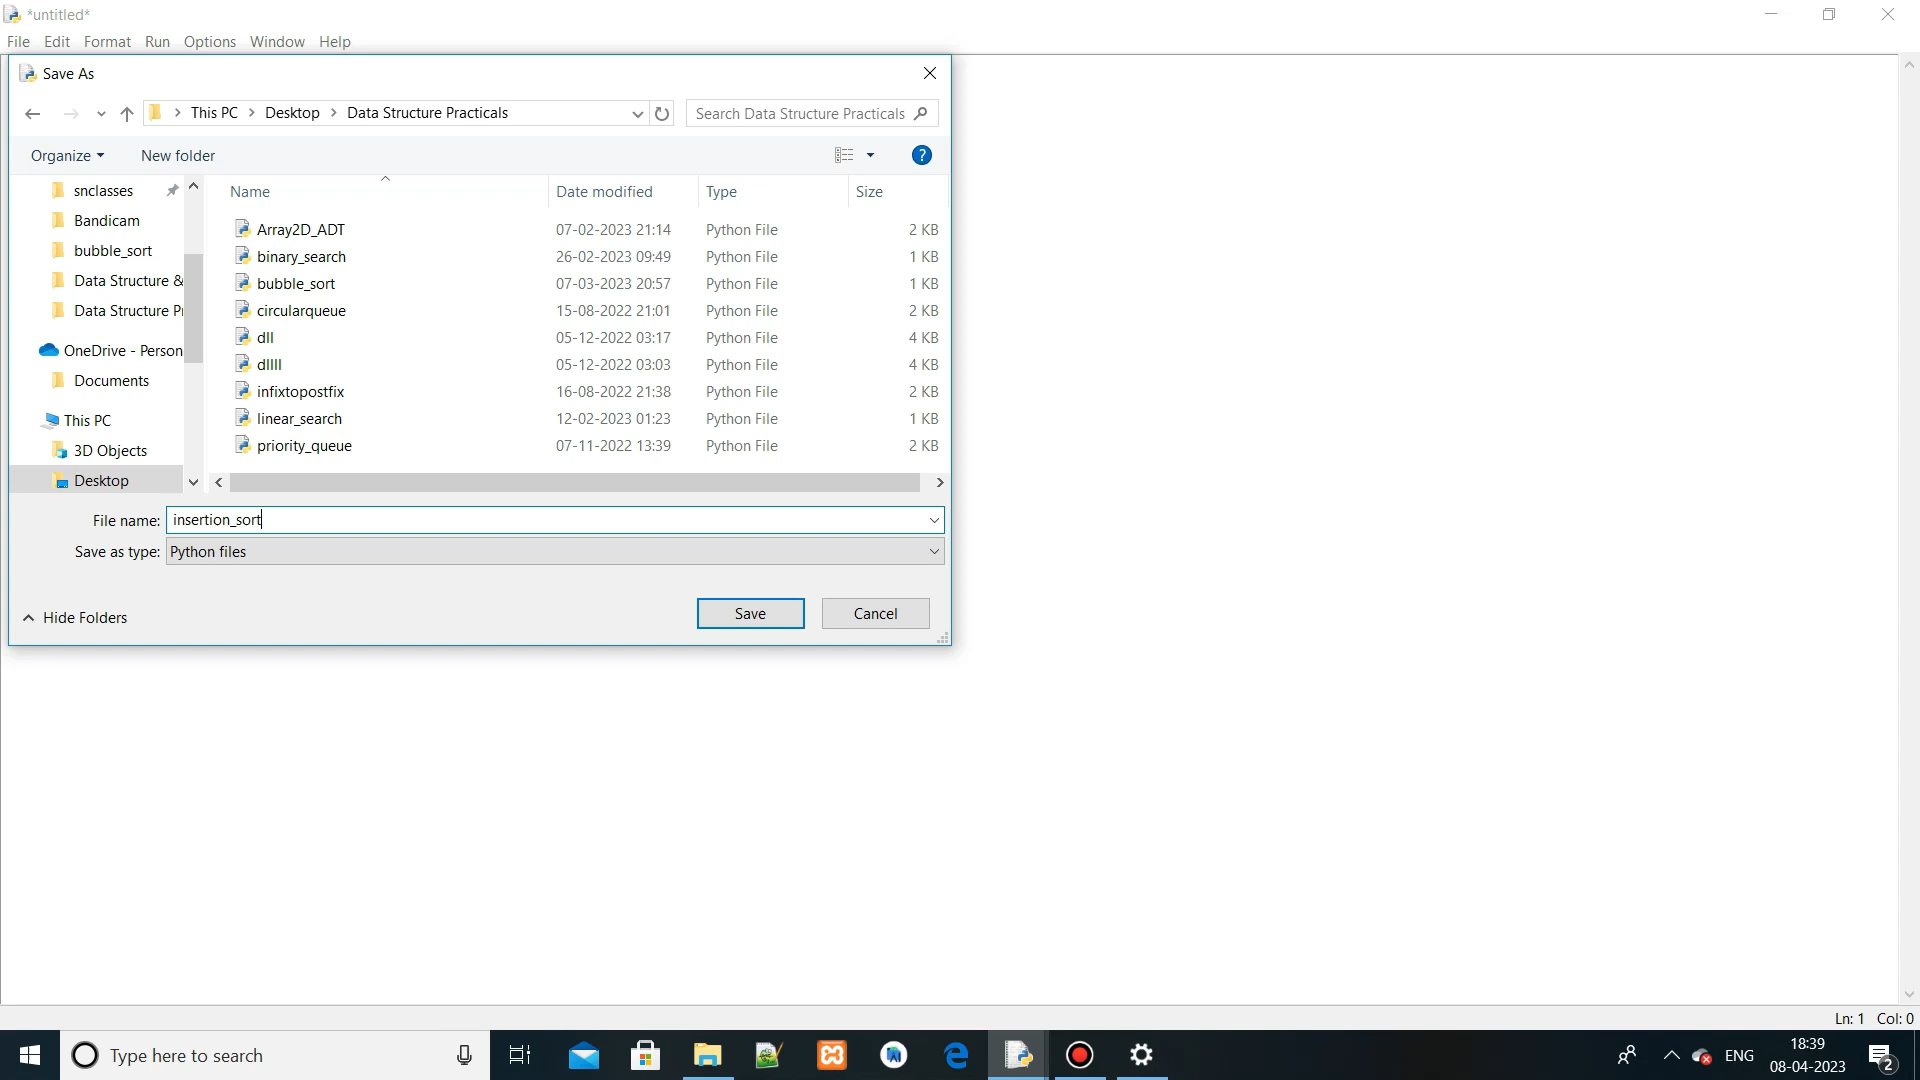 *untitled*
File Edit Format Run Options Window Help
Save As
This PC > Desktop > Data Structure Practicals
Search Data Structure Practicals
Organize
New folder
?
snclasses
Bandicam
bubble_sort
Data Structure &
Data Structure P
OneDrive - Person
Documents
This PC
3D Objects
Desktop
Name Date modified Type Size
Array2D_ADT 07-02-2023 21:14 Python File 2 KB
binary_search 26-02-2023 09:49 Python File 1 KB
bubble_sort 07-03-2023 20:57 Python File 1 KB
circularqueue 15-08-2022 21:01 Python File 2 KB
dll 05-12-2022 03:17 Python File 4 KB
dllll 05-12-2022 03:03 Python File 4 KB
infixtopostfix 16-08-2022 21:38 Python File 2 KB
linear_search 12-02-2023 01:23 Python File 1 KB
priority_queue 07-11-2022 13:39 Python File 2 KB
File name: insertion_sort
Save as type: Python files
Hide Folders
Save
Cancel
Ln: 1 Col: 0
Type here to search
ENG
18:39
08-04-2023
2